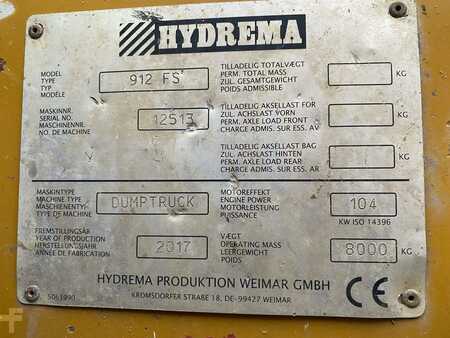 HYDREMA
MODEL
TYPE
TYP
MODÈLE
912 FS
TILLADELIG TOTALVÆGT
PERM. TOTAL MASS
ZUL. GESAMTGEWICHT
POIDS ADMISSIBLE
KG
MASKINNR.
SERIAL NO.
MASCHINENNR.
NO. DE MACHINE
12513
TILLADELIG AKSELLAST FOR
ZUL. ACHSLAST VORN
PERM. AXLE LOAD FRONT
CHARGE ADMIS. SUR ESS. AV
KG
TILLADELIG AKSELLAST BAG
ZUL. ACHSLAST HINTEN
PERM. AXLE LOAD REAR
CHARGE ADMIS. SUR ESS. AR
KG
MASKINTYPE
MACHINE TYPE
MASCHENENTYP
TYPE DE MACHINE
DUMPTRUCK
MOTOREFFEKT
ENGINE POWER
MOTORLEISTUNG
PUISSANCE
104
KW ISO 14396
FREMSTILLINGSÅR
YEAR OF PRODUCTION
HERSTELLUNGSJAHR
ANNÉE DE FABRICATION
2017
VÆGT
OPERATING MASS
LEERGEWICHT
POIDS
8000
KG
HYDREMA PRODUKTION WEIMAR GMBH
KROMSDORFER STRAßE 18, DE-99427 WEIMAR
CE